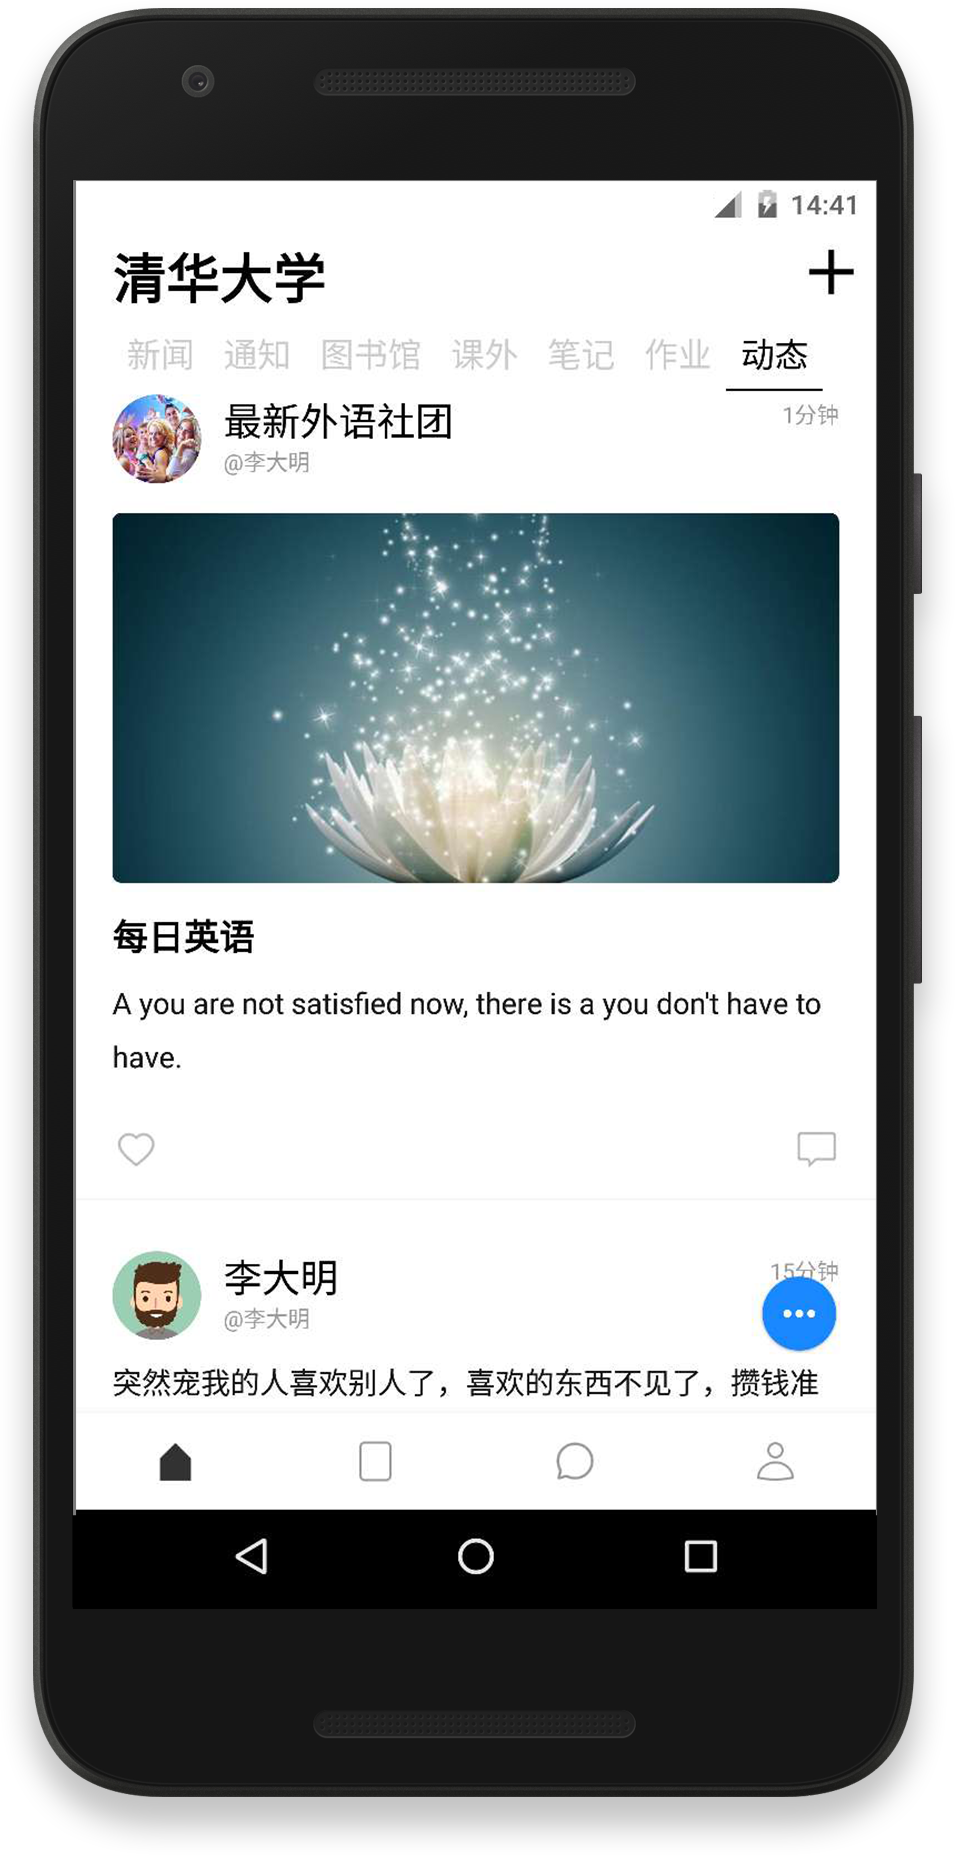 14:41
清华大学
新闻 通知 图书馆 课外 笔记 作业 动态
最新外语社团
1分钟
@李大明
每日英语
A you are not satisfied now, there is a you don't have to
have.
李大明
15分钟
@李大明
突然宠我的人喜欢别人了，喜欢的东西不见了，攒钱准